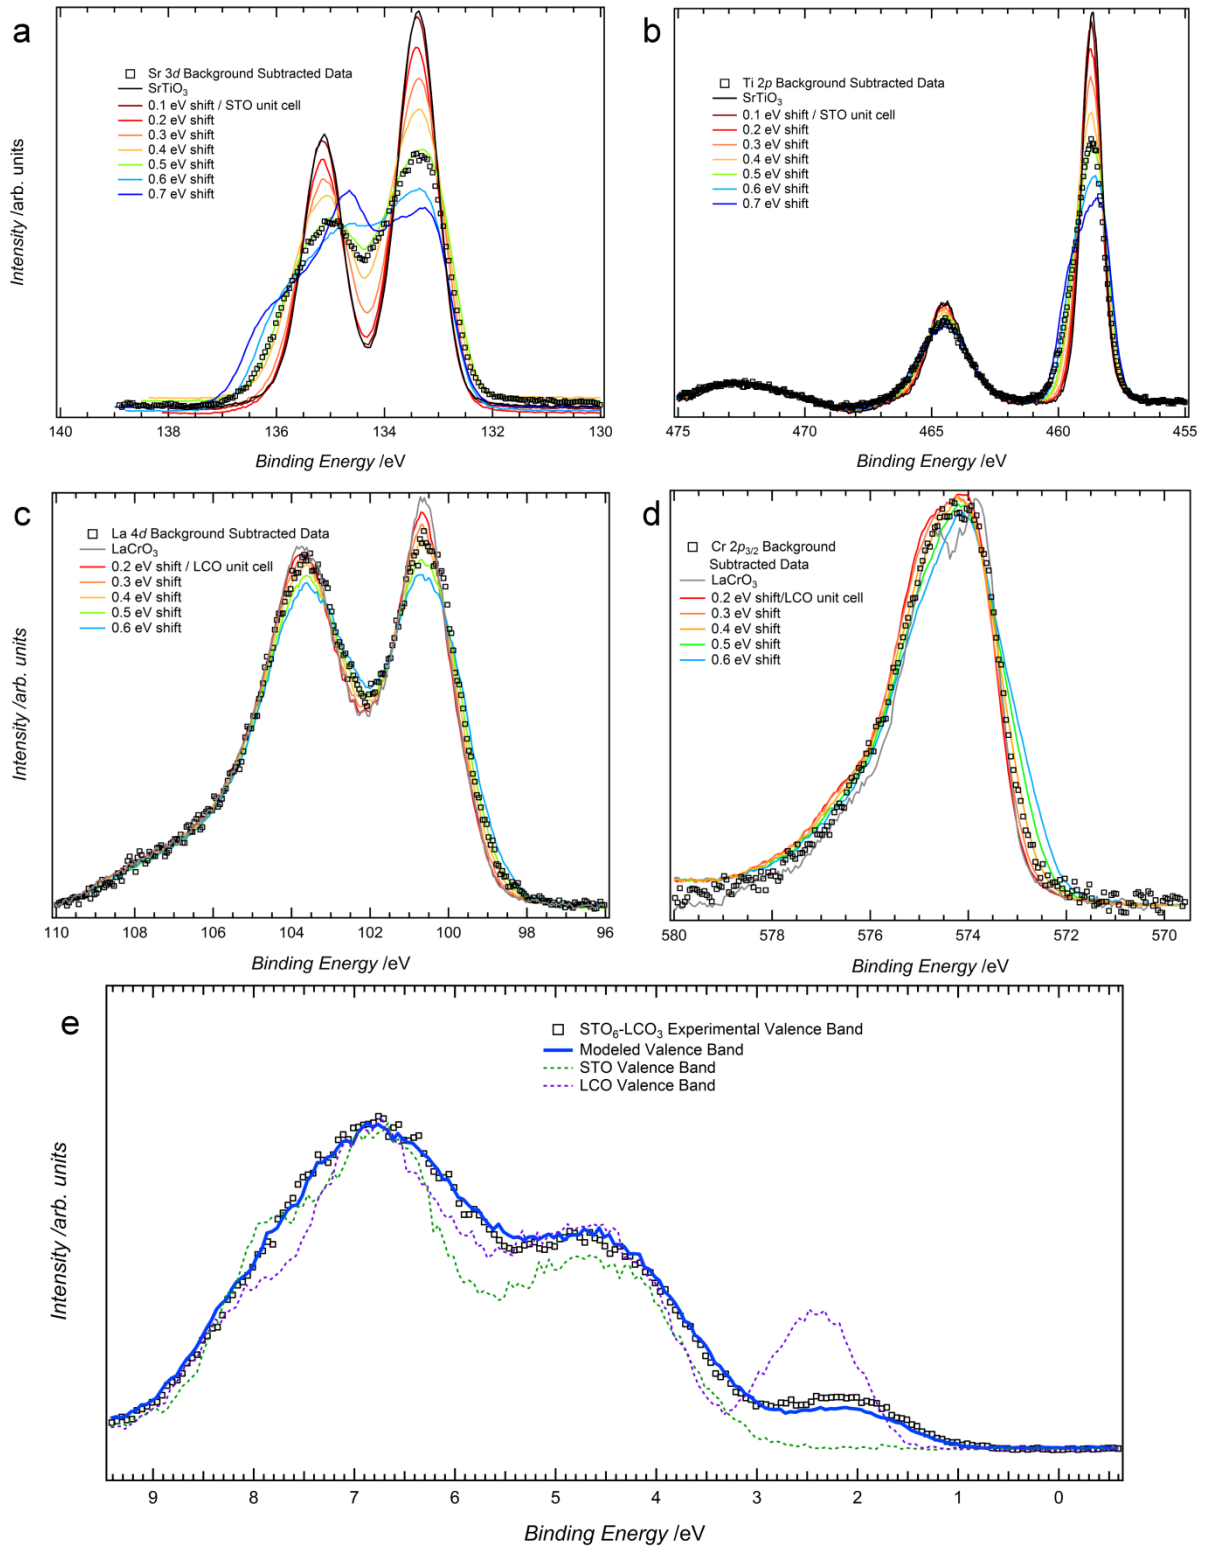 a
Sr 3d Background Subtracted Data
SrTiO3
0.1 eV shift / STO unit cell
0.2 eV shift
0.3 eV shift
0.4 eV shift
0.5 eV shift
0.6 eV shift
0.7 eV shift
Intensity /arb. units
140 138 136 134 132 130
Binding Energy /eV
b
Ti 2p Background Subtracted Data
SrTiO3
0.1 eV shift / STO unit cell
0.2 eV shift
0.3 eV shift
0.4 eV shift
0.5 eV shift
0.6 eV shift
0.7 eV shift
475 470 465 460 455
Binding Energy /eV
c
La 4d Background Subtracted Data
LaCrO3
0.2 eV shift / LCO unit cell
0.3 eV shift
0.4 eV shift
0.5 eV shift
0.6 eV shift
Intensity /arb. units
110 108 106 104 102 100 98 96
Binding Energy /eV
d
Cr 2p3/2 Background
Subtracted Data
LaCrO3
0.2 eV shift/LCO unit cell
0.3 eV shift
0.4 eV shift
0.5 eV shift
0.6 eV shift
580 578 576 574 572 570
Binding Energy /eV
e
STO6-LCO3 Experimental Valence Band
Modeled Valence Band
STO Valence Band
LCO Valence Band
Intensity /arb. units
9 8 7 6 5 4 3 2 1 0
Binding Energy /eV